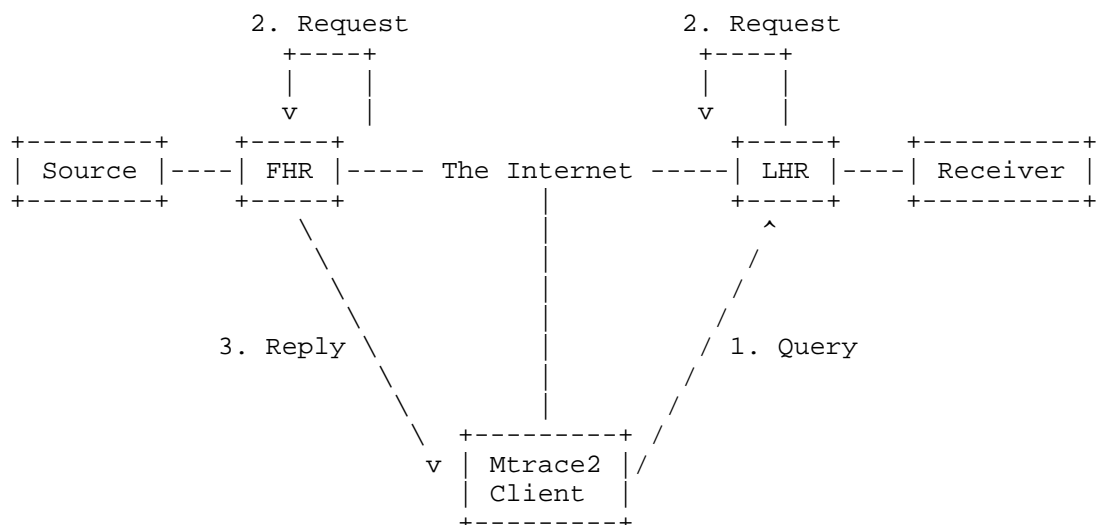 2. Request 2. Request
Source FHR The Internet LHR Receiver
3. Reply 1. Query
Mtrace2
Client